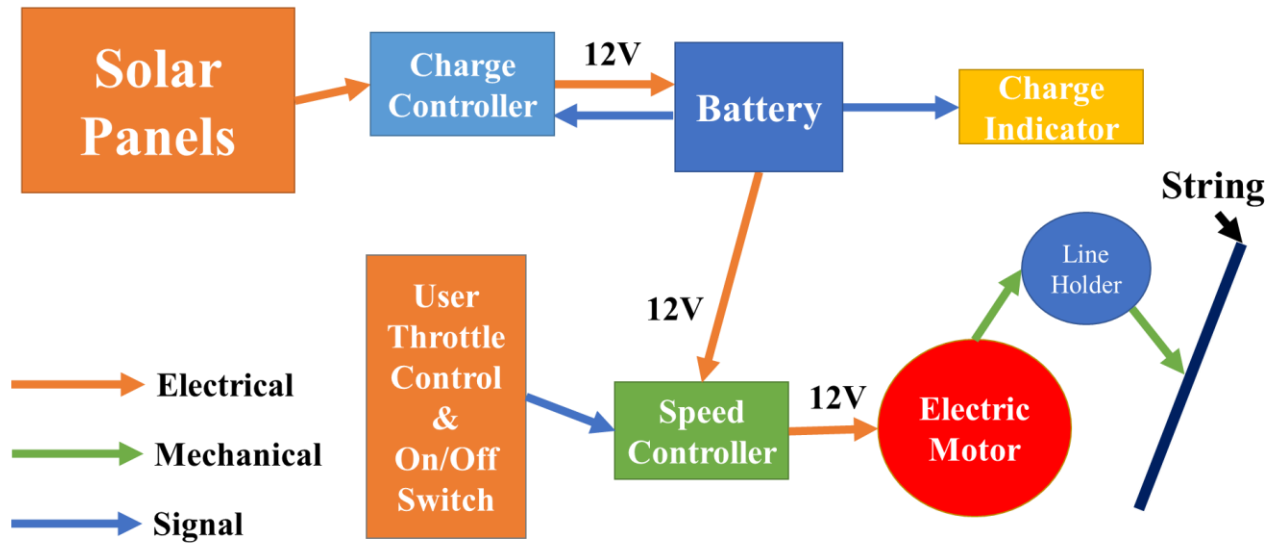 Solar
Panels
Charge
Controller
12V
Battery
Charge
Indicator
String
Line
Holder
12V
User
Throttle
Control
&
On/Off
Switch
Speed
Controller
12V
Electric
Motor
Electrical
Mechanical
Signal